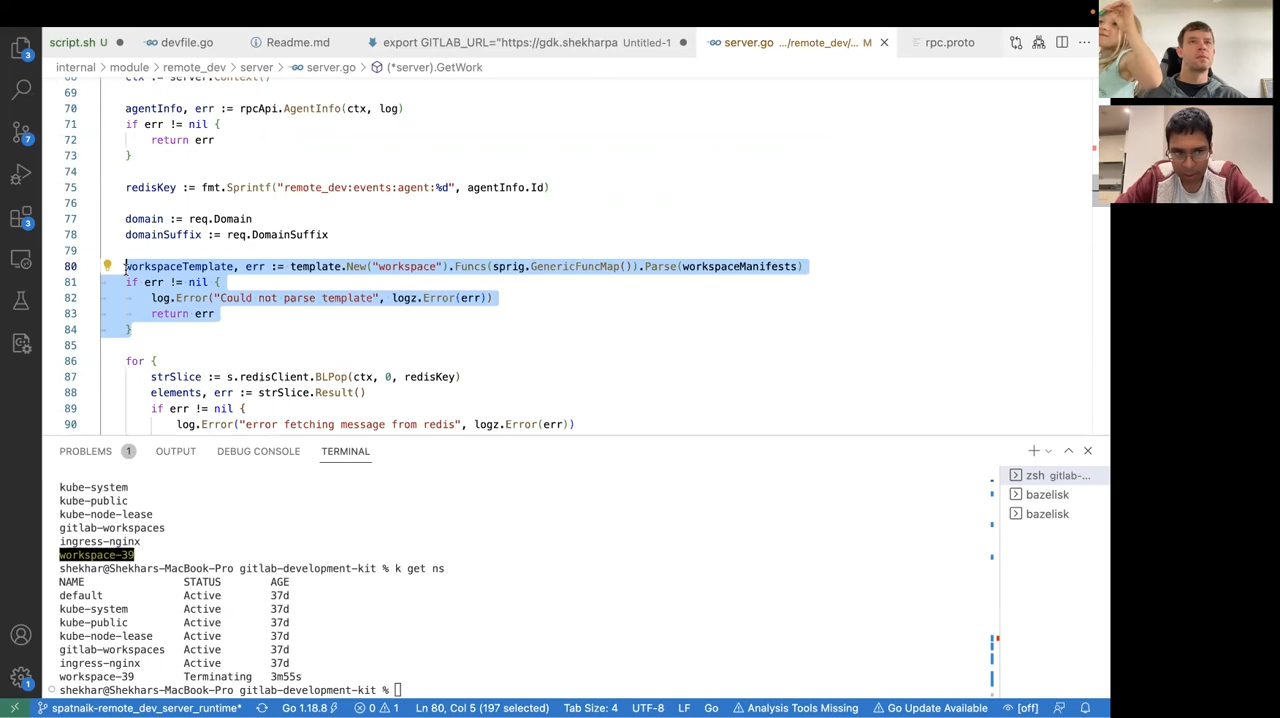 script.sh U
devfile.go
Readme.md
export GITLAB_URL="https://gdk.shekharpa Untitled-1
server.go .../remote_dev/... M
rpc.proto
internal > module > remote_dev > server > server.go > (*server).GetWork
69
70 agentInfo, err := rpcApi.AgentInfo(ctx, log)
71 if err != nil {
72 return err
73 }
74
75 redisKey := fmt.Sprintf("remote_dev:events:agent:%d", agentInfo.Id)
76
77 domain := req.Domain
78 domainSuffix := req.DomainSuffix
79
80 workspaceTemplate, err := template.New("workspace").Funcs(sprig.GenericFuncMap()).Parse(workspaceManifests)
81 if err != nil {
82 log.Error("Could not parse template", logz.Error(err))
83 return err
84 }
85
86 for {
87 strSlice := s.redisClient.BLPop(ctx, 0, redisKey)
88 elements, err := strSlice.Result()
89 if err != nil {
90 log.Error("error fetching message from redis", logz.Error(err))
3
7
3
1
PROBLEMS 1
OUTPUT
DEBUG CONSOLE
TERMINAL
zsh gitlab-...
bazelisk
bazelisk
kube-system
kube-public
kube-node-lease
gitlab-workspaces
ingress-nginx
workspace-39
shekhar@Shekhars-MacBook-Pro gitlab-development-kit % k get ns
NAME STATUS AGE
default Active 37d
kube-system Active 37d
kube-public Active 37d
kube-node-lease Active 37d
gitlab-workspaces Active 37d
ingress-nginx Active 37d
workspace-39 Terminating 3m55s
shekhar@Shekhars-MacBook-Pro gitlab-development-kit %
spatnaik-remote_dev_server_runtime* Go 1.18.8 0 1 Ln 80, Col 5 (197 selected) Tab Size: 4 UTF-8 LF Go Analysis Tools Missing Go Update Available [off]